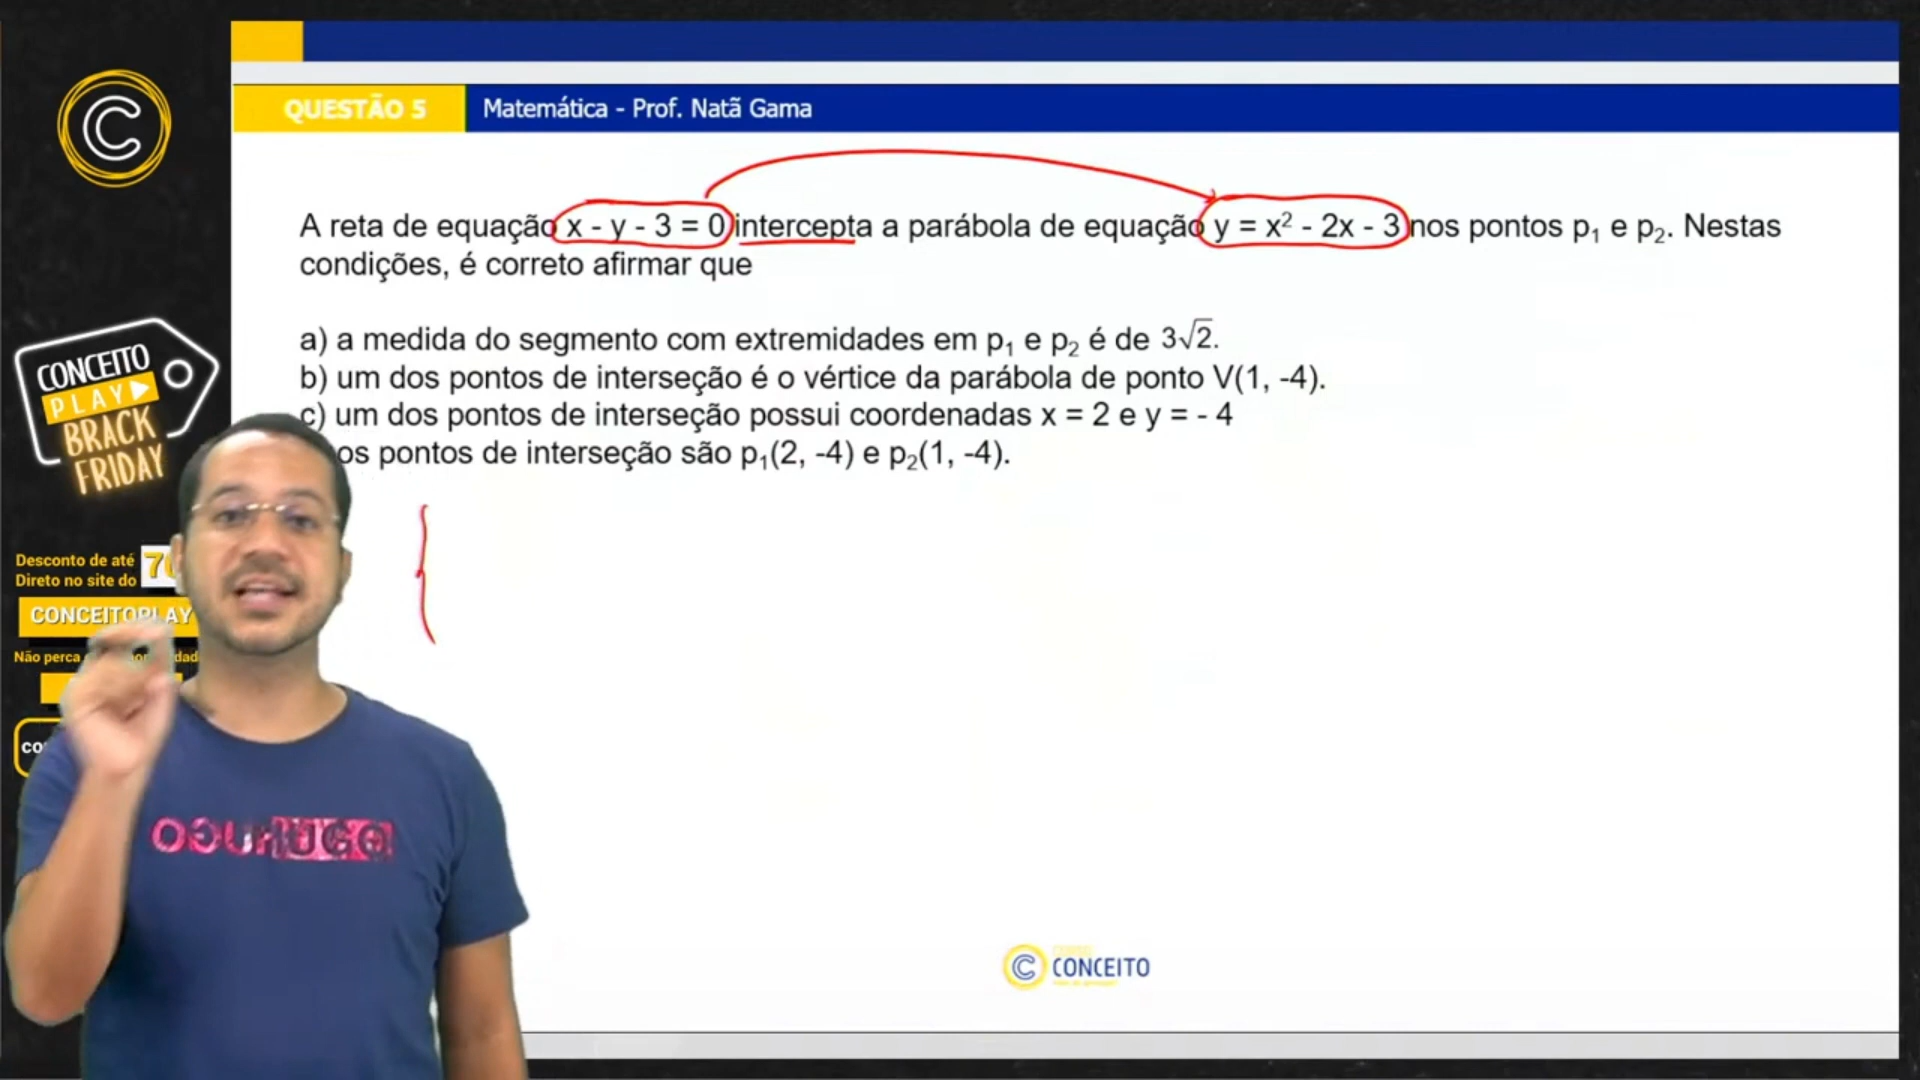 QUESTÃO 5
Matemática - Prof. Natã Gama
A reta de equação x - y - 3 = 0 intercepta a parábola de equação y = x² - 2x - 3 nos pontos p₁ e p₂. Nestas
condições, é correto afirmar que
a) a medida do segmento com extremidades em p₁ e p₂ é de 3√2.
b) um dos pontos de interseção é o vértice da parábola de ponto V(1, -4).
c) um dos pontos de interseção possui coordenadas x = 2 e y = - 4
os pontos de interseção são p₁(2, -4) e p₂(1, -4).
CONCEITO
PLAY
BRACK
FRIDAY
Desconto de até
Direto no site do
CONCEITOPLAY
Não perca
CONCEITO